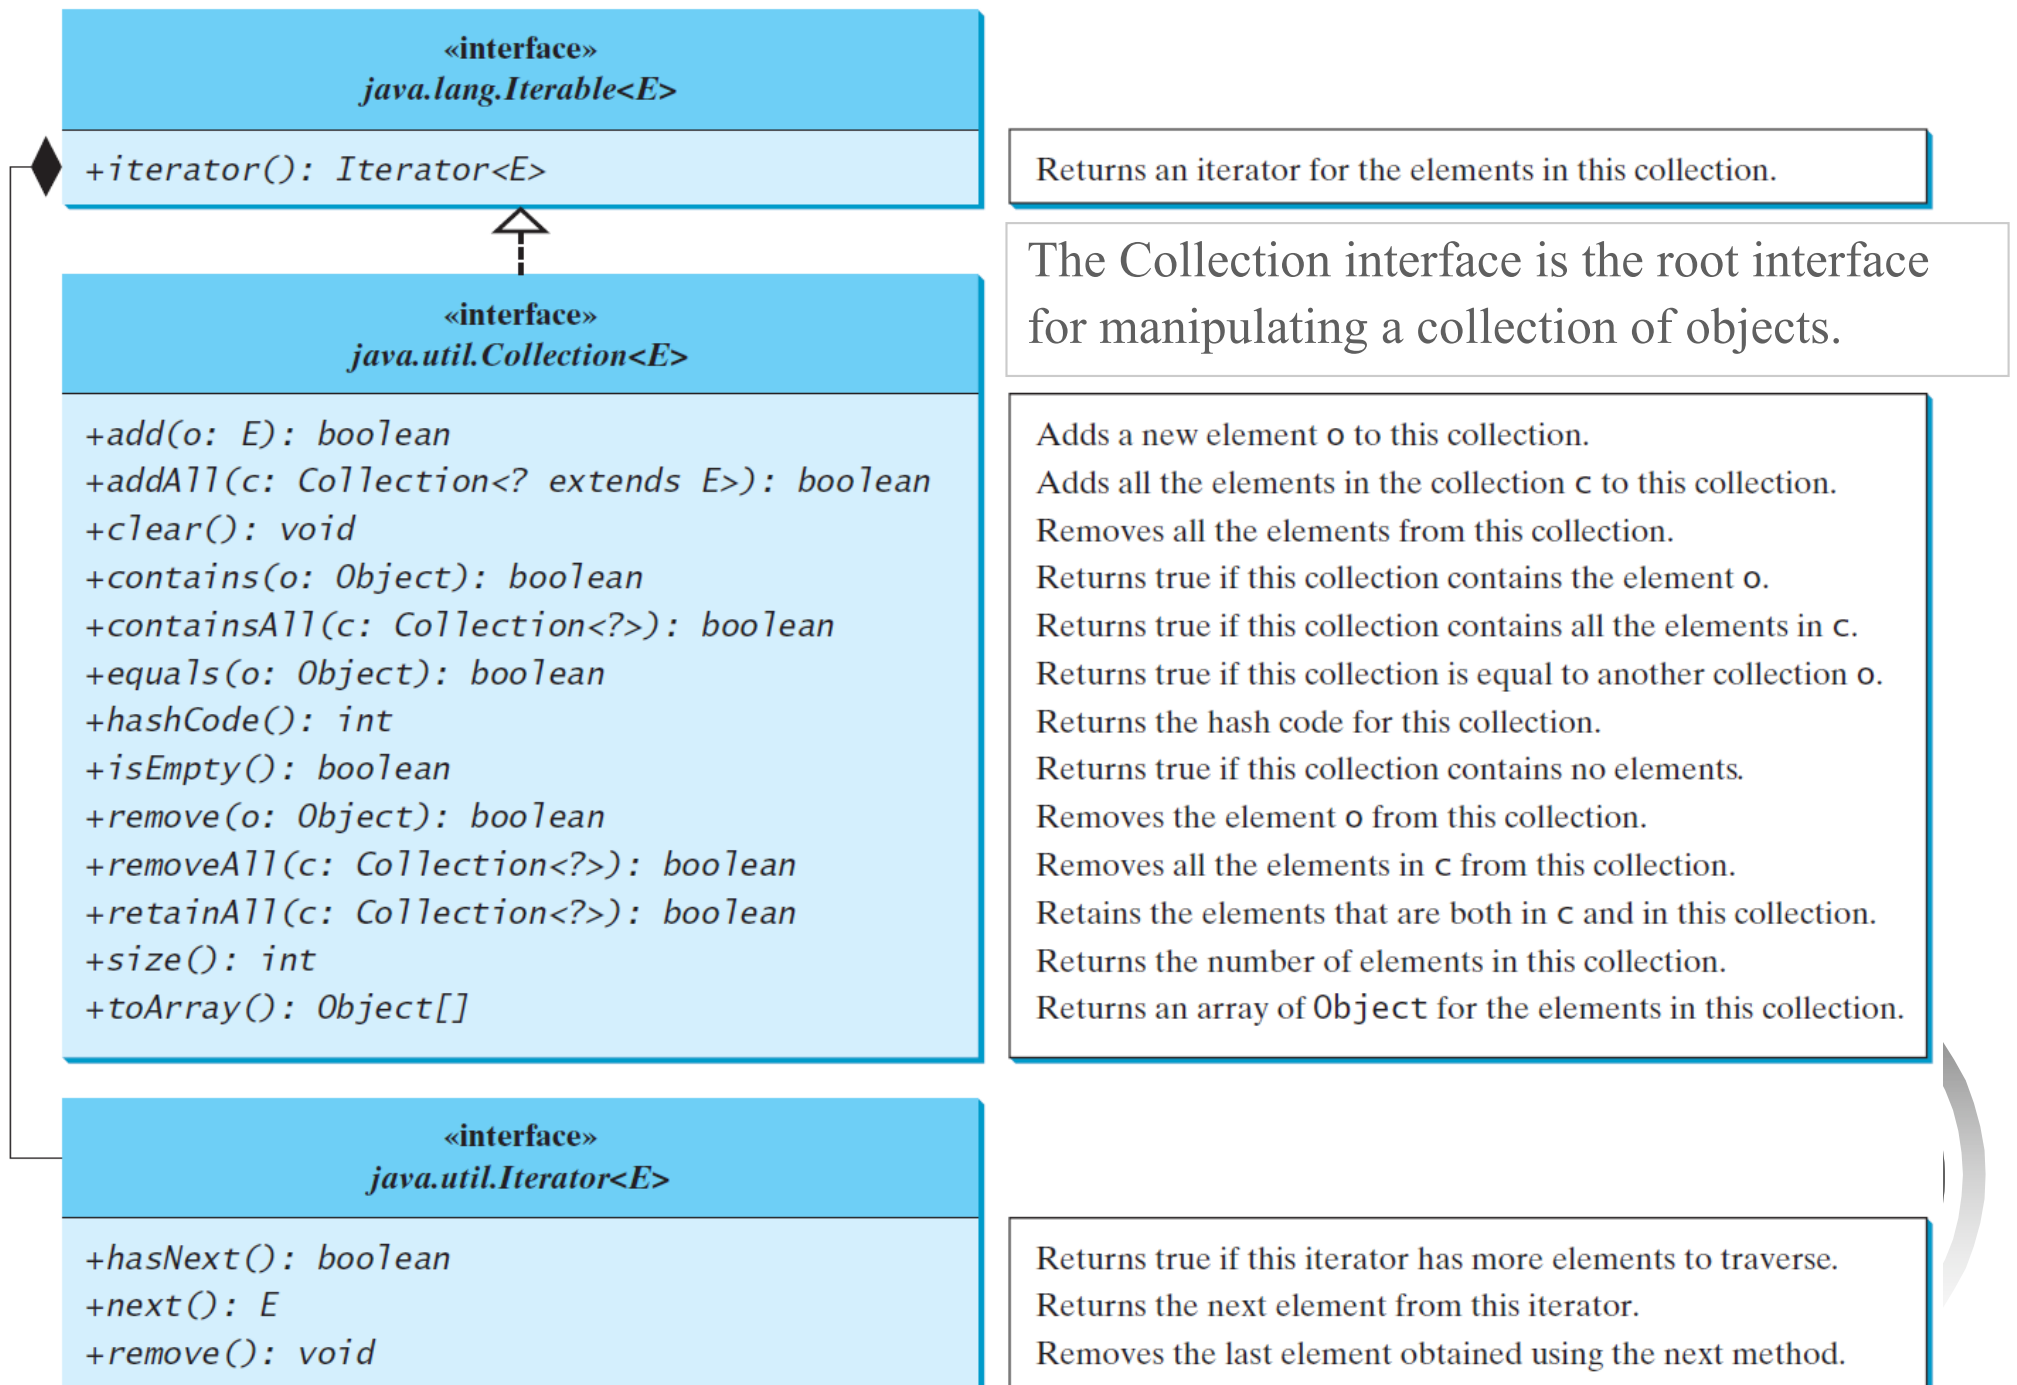 «interface»
java.lang.Iterable<E>
+iterator(): Iterator<E>
Returns an iterator for the elements in this collection.
The Collection interface is the root interface
for manipulating a collection of objects.
«interface»
java.util.Collection<E>
+add(o: E): boolean
Adds a new element o to this collection.
+addAll(c: Collection<? extends E>): boolean
Adds all the elements in the collection c to this collection.
+clear(): void
Removes all the elements from this collection.
+contains(o: Object): boolean
Returns true if this collection contains the element o.
+containsAll(c: Collection<?>): boolean
Returns true if this collection contains all the elements in c.
+equals(o: Object): boolean
Returns true if this collection is equal to another collection o.
+hashCode(): int
Returns the hash code for this collection.
+isEmpty(): boolean
Returns true if this collection contains no elements.
+remove(o: Object): boolean
Removes the element o from this collection.
+removeAll(c: Collection<?>): boolean
Removes all the elements in c from this collection.
+retainAll(c: Collection<?>): boolean
Retains the elements that are both in c and in this collection.
+size(): int
Returns the number of elements in this collection.
+toArray(): Object[]
Returns an array of Object for the elements in this collection.
«interface»
java.util.Iterator<E>
+hasNext(): boolean
Returns true if this iterator has more elements to traverse.
+next(): E
Returns the next element from this iterator.
+remove(): void
Removes the last element obtained using the next method.